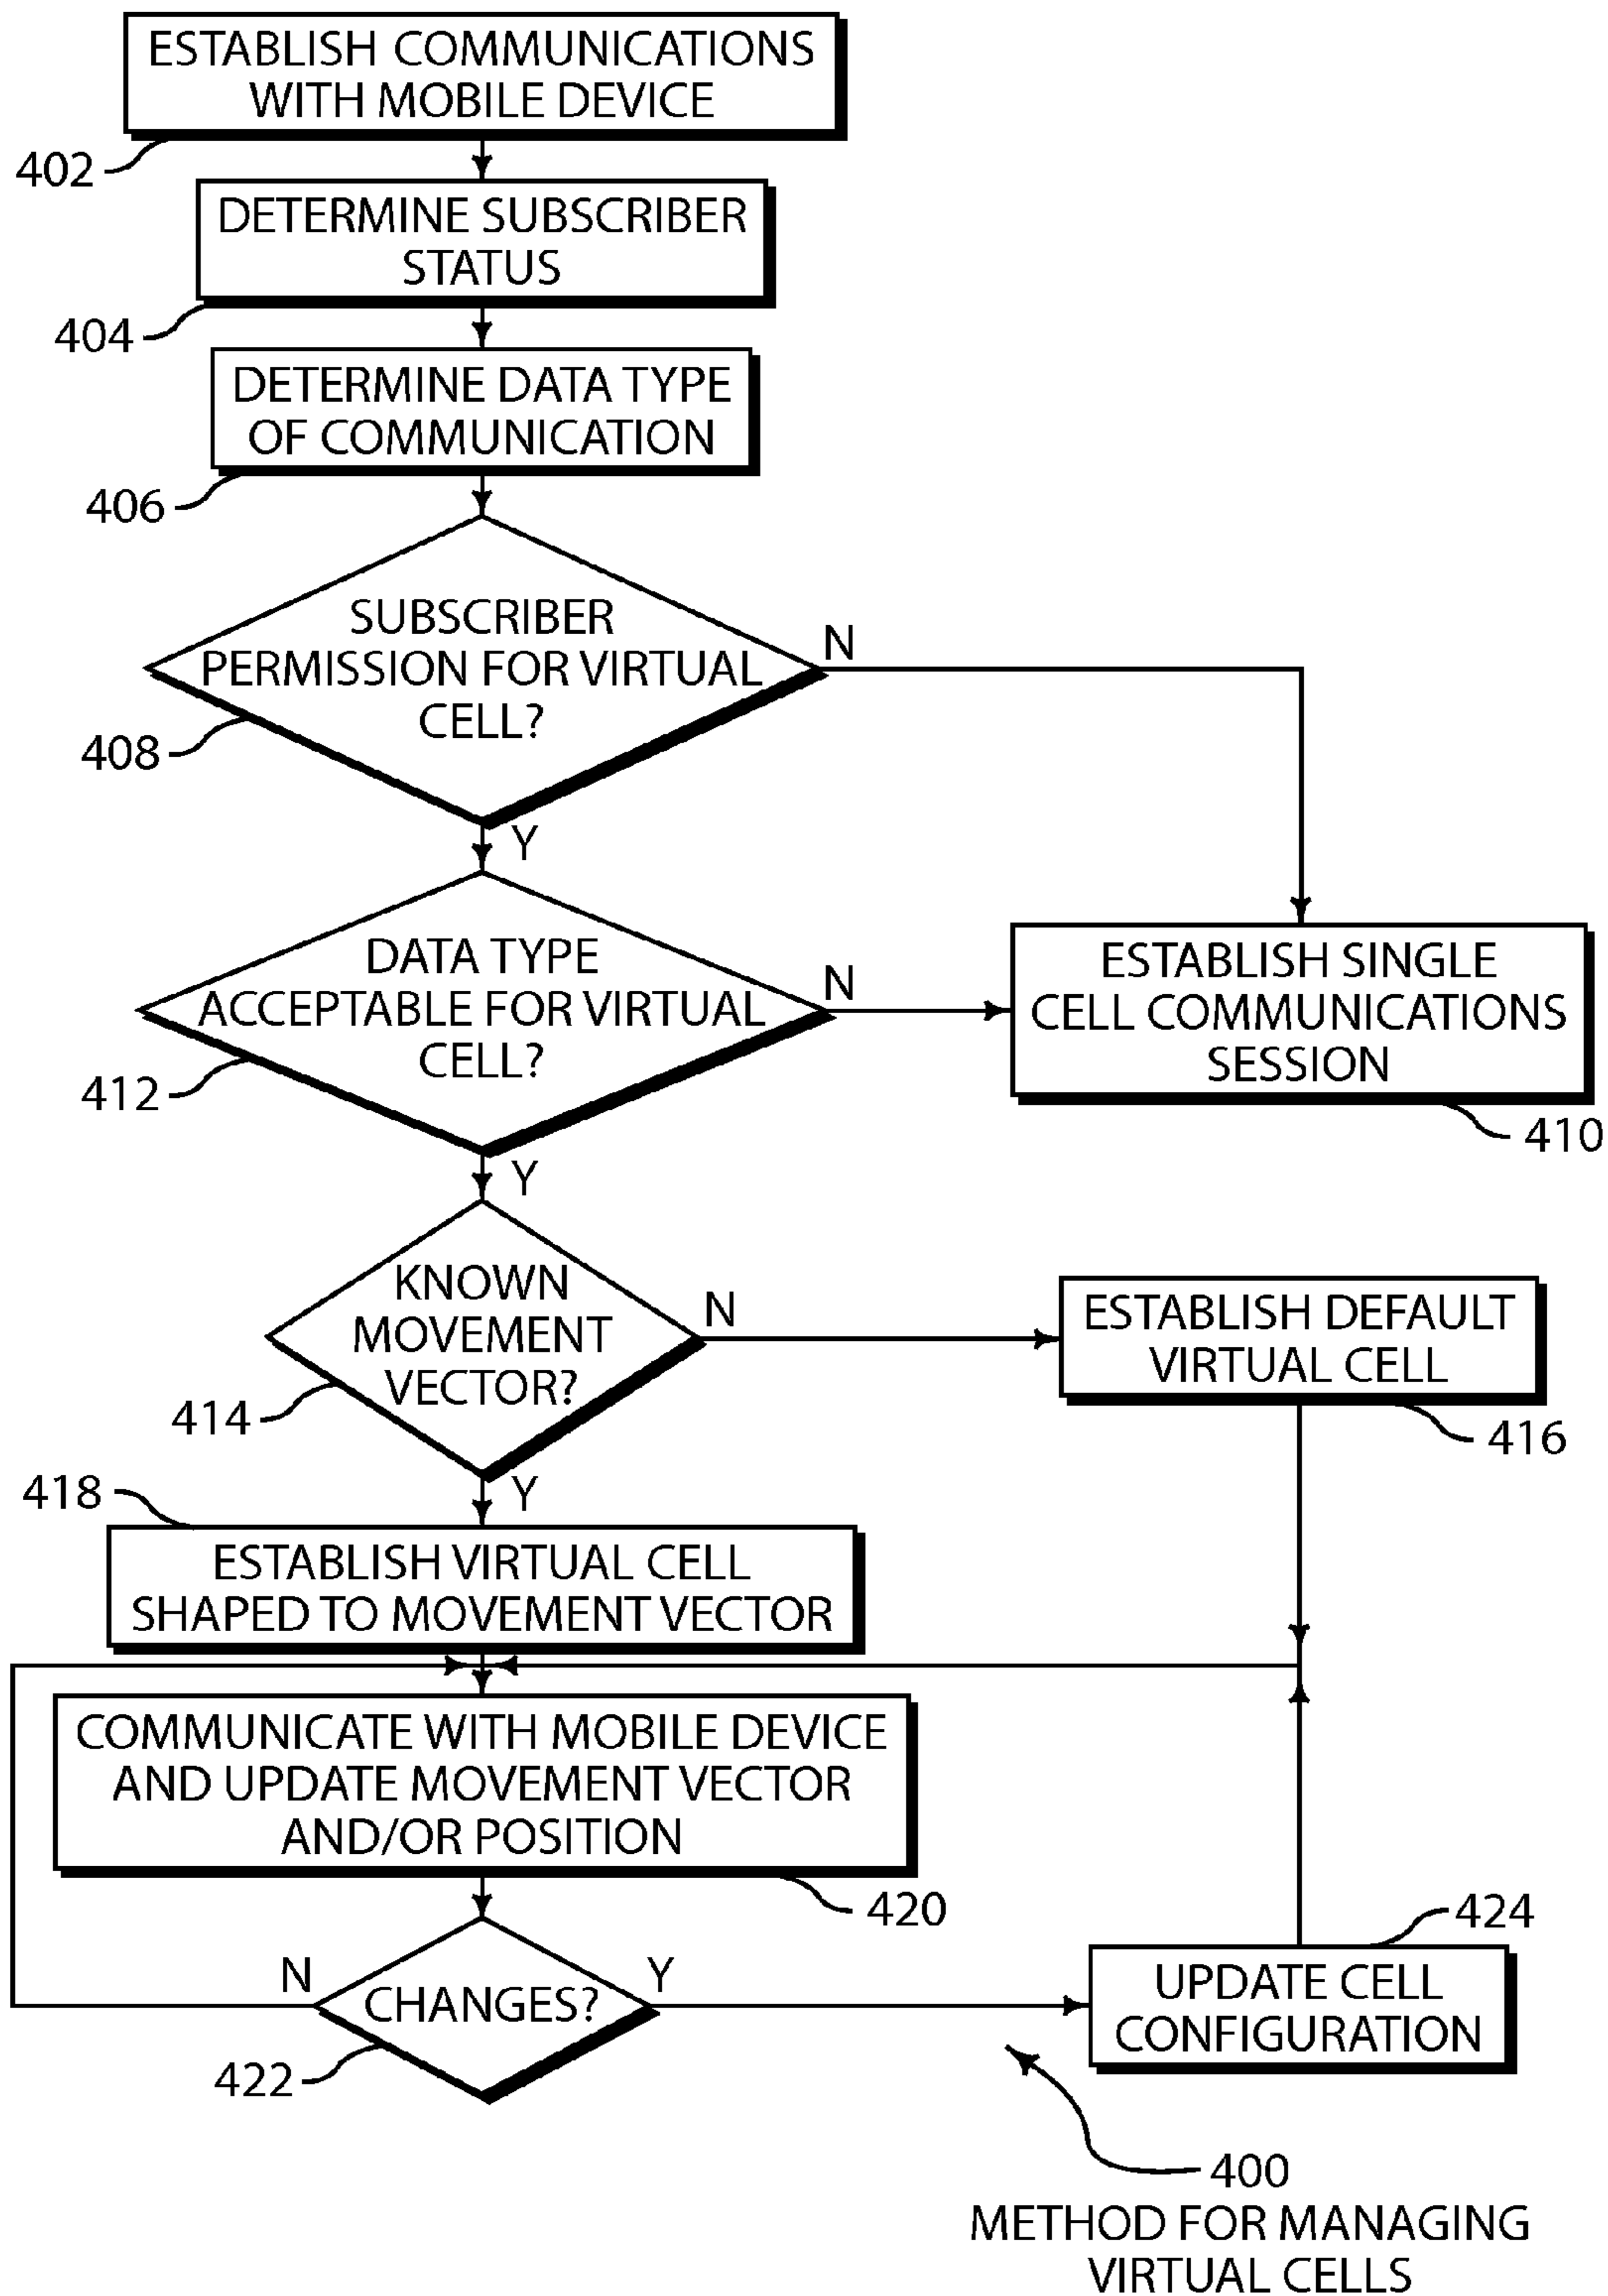 ESTABLISH COMMUNICATIONS
WITH MOBILE DEVICE
402
DETERMINE SUBSCRIBER
STATUS
404
DETERMINE DATA TYPE
OF COMMUNICATION
406
SUBSCRIBER
PERMISSION FOR VIRTUAL
CELL?
N
408
Y
DATA TYPE
ACCEPTABLE FOR VIRTUAL
CELL?
N
412
ESTABLISH SINGLE
CELL COMMUNICATIONS
SESSION
410
Y
KNOWN
MOVEMENT
VECTOR?
N
414
ESTABLISH DEFAULT
VIRTUAL CELL
416
Y
418
ESTABLISH VIRTUAL CELL
SHAPED TO MOVEMENT VECTOR
COMMUNICATE WITH MOBILE DEVICE
AND UPDATE MOVEMENT VECTOR
AND/OR POSITION
420
N
CHANGES?
Y
422
424
UPDATE CELL
CONFIGURATION
400
METHOD FOR MANAGING
VIRTUAL CELLS